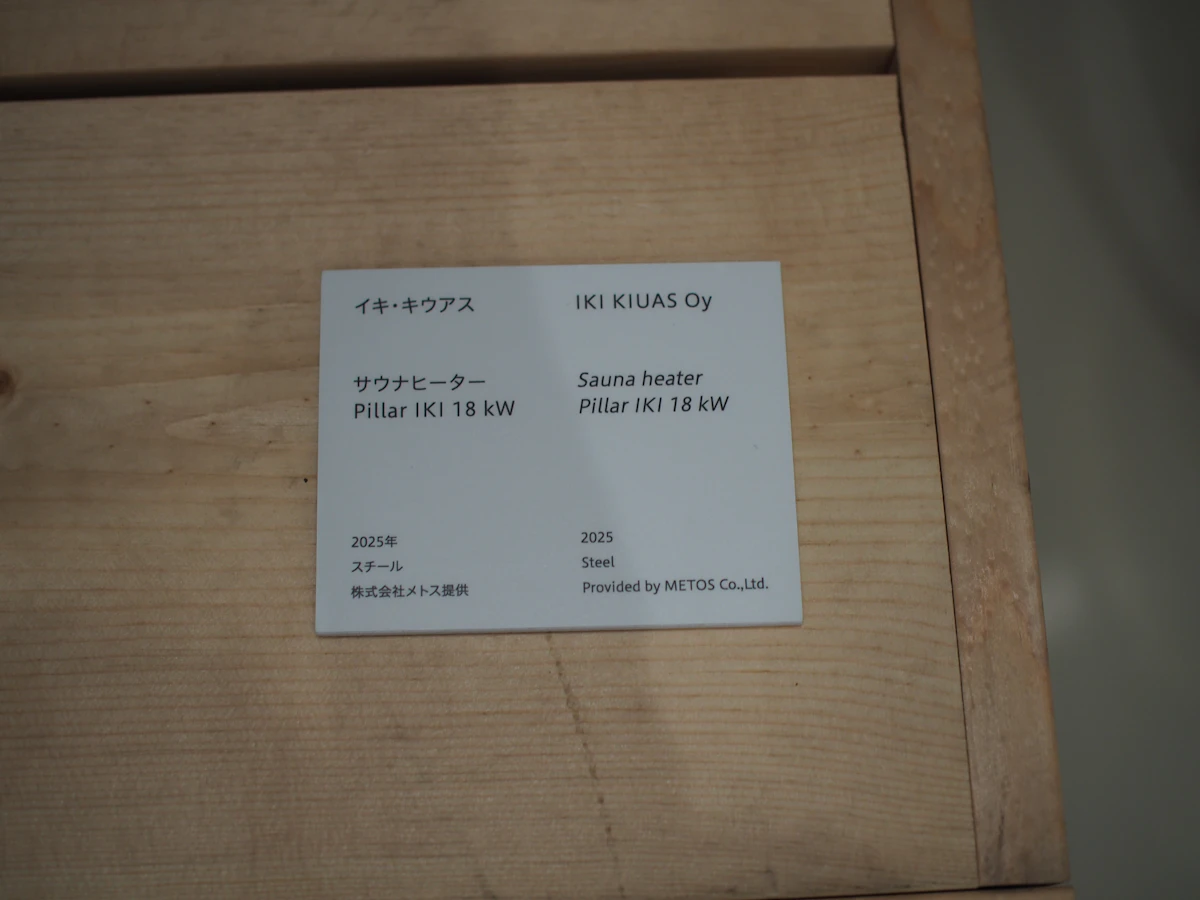 イキ・キウアス
サウナヒーター
Pillar IKI 18 kW
2025年
スチール
株式会社メトス提供
IKI KIUAS Oy
Sauna heater
Pillar IKI 18 kW
2025
Steel
Provided by METOS Co.,Ltd.